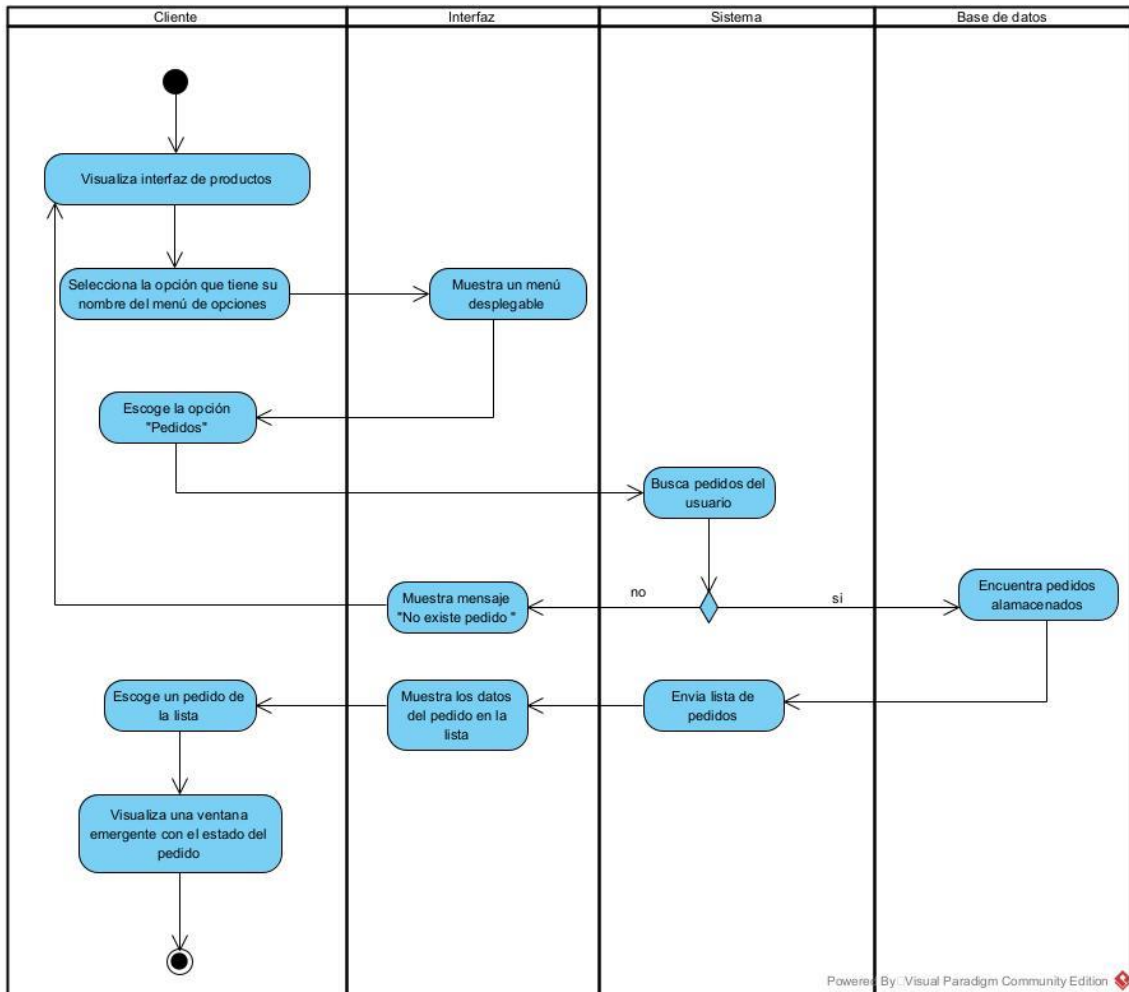 Cliente
Interfaz
Sistema
Base de datos
Visualiza interfaz de productos
Selecciona la opción que tiene su
nombre del menú de opciones
Muestra un menú
desplegable
Escoge la opción
"Pedidos"
Busca pedidos del
usuario
no
si
Muestra mensaje
"No existe pedido "
Encuentra pedidos
alamacenados
Escoge un pedido de
la lista
Muestra los datos
del pedido en la
lista
Envia lista de
pedidos
Visualiza una ventana
emergente con el estado del
pedido
Powered By Visual Paradigm Community Edition